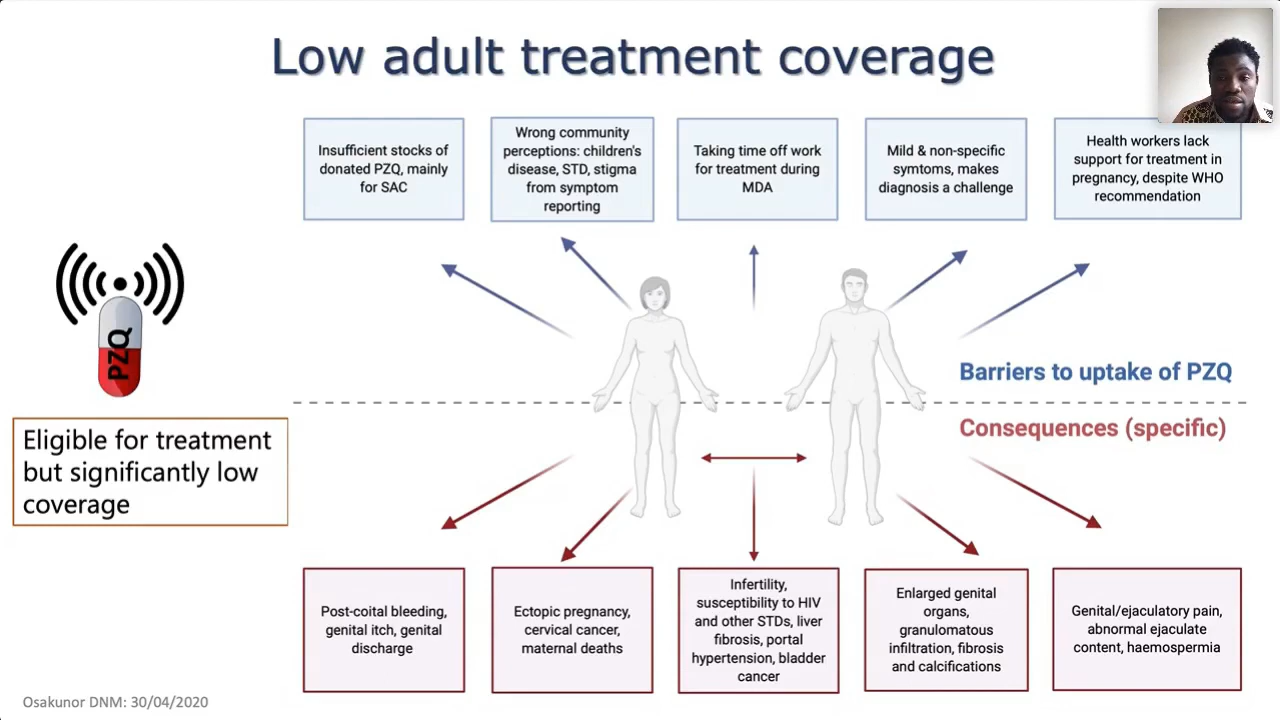 Low adult treatment coverage
Insufficient stocks of
donated PZQ, mainly
for SAC
Wrong community
perceptions: children's
disease, STD, stigma
from symptom
reporting
Taking time off work
for treatment during
MDA
Mild & non-specific
symtoms, makes
diagnosis a challenge
Health workers lack
support for treatment in
pregnancy, despite WHO
recommendation
PZQ
Eligible for treatment
but significantly low
coverage
Barriers to uptake of PZQ
Consequences (specific)
Post-coital bleeding,
genital itch, genital
discharge
Ectopic pregnancy,
cervical cancer,
maternal deaths
Infertility,
susceptibility to HIV
and other STDs, liver
fibrosis, portal
hypertension, bladder
cancer
Enlarged genital
organs,
granulomatous
infiltration, fibrosis
and calcifications
Genital/ejaculatory pain,
abnormal ejaculate
content, haemospermia
Osakunor DNM: 30/04/2020